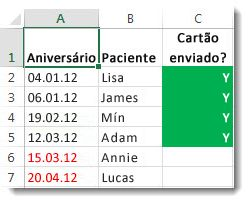 A B C
1 Aniversário Paciente Cartão enviado?
2 04.01.12 Lisa Y
3 06.01.12 James Y
4 19.02.12 Mín Y
5 12.03.12 Adam Y
6 15.03.12 Annie
7 20.04.12 Lucas